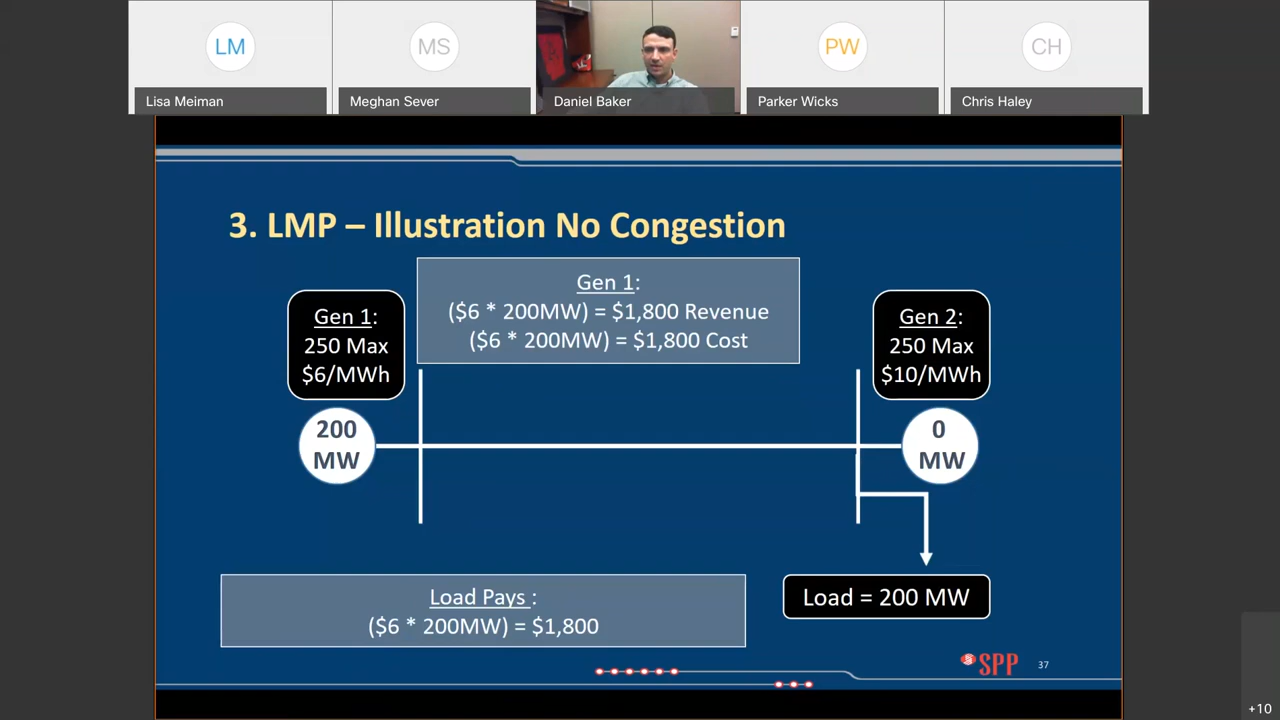 LM
MS
PW
CH
Lisa Meiman
Meghan Sever
Daniel Baker
Parker Wicks
Chris Haley
3. LMP – Illustration No Congestion
Gen 1:
($6 * 200MW) = $1,800 Revenue
($6 * 200MW) = $1,800 Cost
Gen 1:
250 Max
$6/MWh
Gen 2:
250 Max
$10/MWh
200
MW
0
MW
Load Pays :
($6 * 200MW) = $1,800
Load = 200 MW
SPP
37
+10